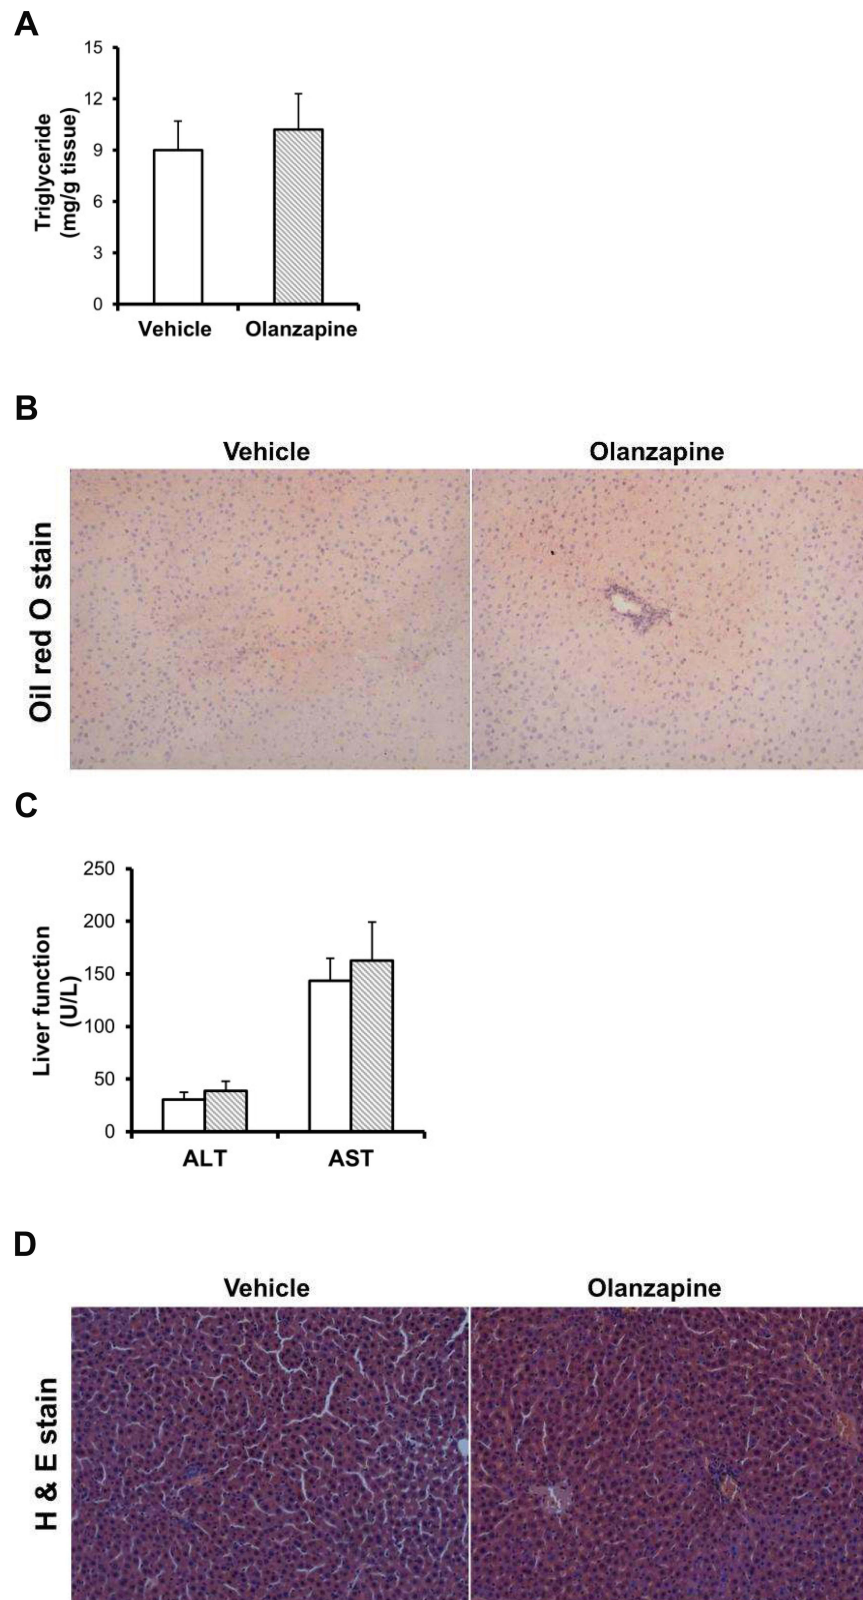 A
15
12
9
6
3
0
Triglyceride
(mg/g tissue)
Vehicle Olanzapine
B
Vehicle Olanzapine
Oil red O stain
C
250
200
150
100
50
0
Liver function
(U/L)
ALT AST
D
Vehicle Olanzapine
H & E stain